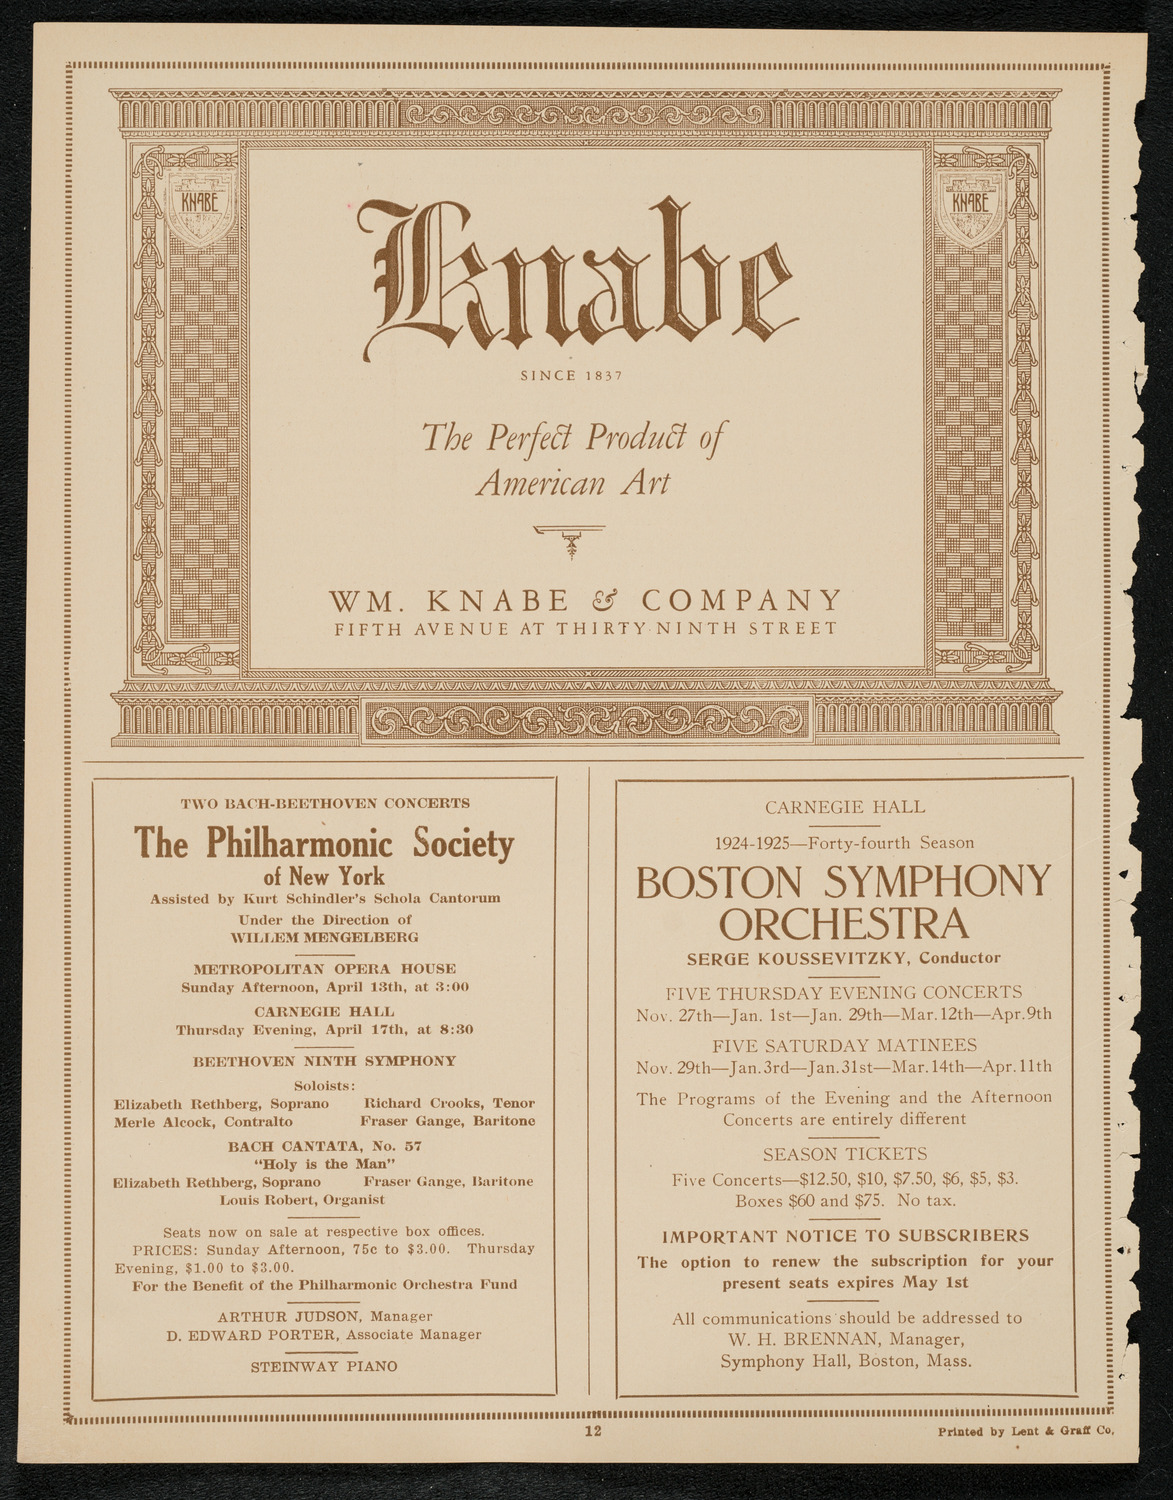 KNABE
KNABE
Knabe
SINCE 1837
The Perfect Product of
American Art
WM. KNABE & COMPANY
FIFTH AVENUE AT THIRTY-NINTH STREET
TWO BACH-BEETHOVEN CONCERTS
The Philharmonic Society
of New York
Assisted by Kurt Schindler's Schola Cantorum
Under the Direction of
WILLEM MENGELBERG
METROPOLITAN OPERA HOUSE
Sunday Afternoon, April 13th, at 3:00
CARNEGIE HALL
Thursday Evening, April 17th, at 8:30
BEETHOVEN NINTH SYMPHONY
Soloists:
Elizabeth Rethberg, Soprano Richard Crooks, Tenor
Merle Alcock, Contralto Fraser Gange, Baritone
BACH CANTATA, No. 57
"Holy is the Man"
Elizabeth Rethberg, Soprano Fraser Gange, Baritone
Louis Robert, Organist
Seats now on sale at respective box offices.
PRICES: Sunday Afternoon, 75c to $3.00. Thursday
Evening, $1.00 to $3.00.
For the Benefit of the Philharmonic Orchestra Fund
ARTHUR JUDSON, Manager
D. EDWARD PORTER, Associate Manager
STEINWAY PIANO
CARNEGIE HALL
1924-1925—Forty-fourth Season
BOSTON SYMPHONY
ORCHESTRA
SERGE KOUSSEVITZKY, Conductor
FIVE THURSDAY EVENING CONCERTS
Nov. 27th—Jan. 1st—Jan. 29th—Mar. 12th—Apr. 9th
FIVE SATURDAY MATINEES
Nov. 29th—Jan. 3rd—Jan. 31st—Mar. 14th—Apr. 11th
The Programs of the Evening and the Afternoon
Concerts are entirely different
SEASON TICKETS
Five Concerts—$12.50, $10, $7.50, $6, $5, $3.
Boxes $60 and $75. No tax.
IMPORTANT NOTICE TO SUBSCRIBERS
The option to renew the subscription for your
present seats expires May 1st
All communications should be addressed to
W. H. BRENNAN, Manager,
Symphony Hall, Boston, Mass.
12
Printed by Lent & Graff Co.